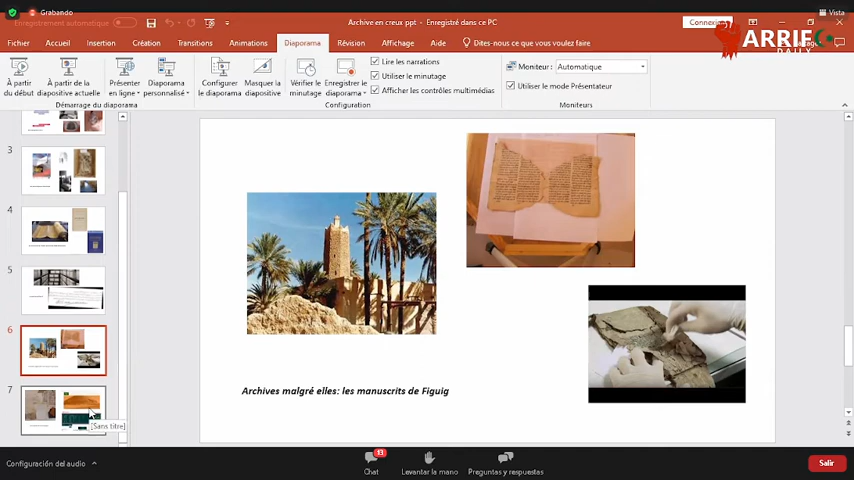 Grabando
Vista
Enregistrement automatique
Archive en creux ppt - Enregistré dans ce PC
Connexion
ARRIF
DAILY
Fichier Accueil Insertion Création Transitions Animations Diaporama Révision Affichage Aide Dites-nous ce que vous voulez faire
À partir du début
À partir de la diapositive actuelle
Présenter en ligne
Diaporama personnalisé
Configurer le diaporama
Masquer la diapositive
Vérifier le minutage
Enregistrer le diaporama
Lire les narrations
Utiliser le minutage
Afficher les contrôles multimédias
Moniteur : Automatique
Utiliser le mode Présentateur
Démarrage du diaporama
Configuration
Moniteurs
3
4
5
6
7
[Sans titre]
Archives malgré elles: les manuscrits de Figuig
Configuración del audio
33
Chat
Levantar la mano
Preguntas y respuestas
Salir